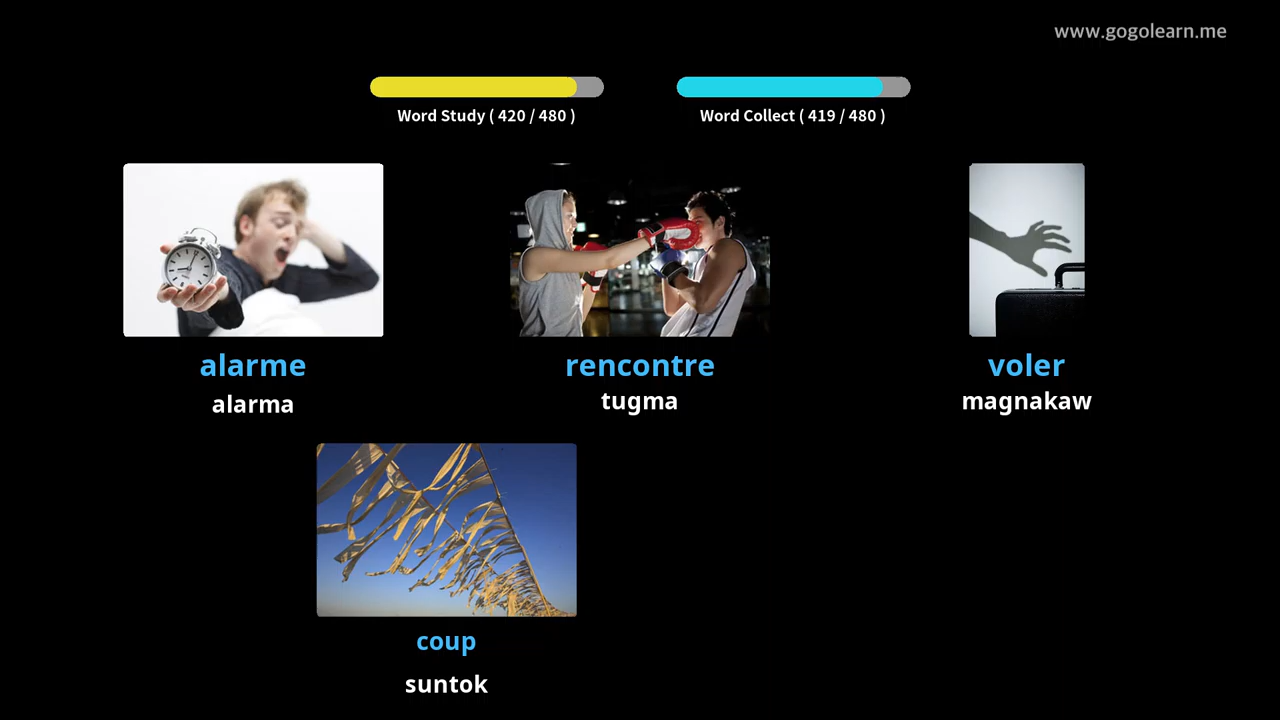 www.gogolearn.me
Word Study ( 420 / 480 )
Word Collect ( 419 / 480 )
alarme
alarma
rencontre
tugma
voler
magnakaw
coup
suntok